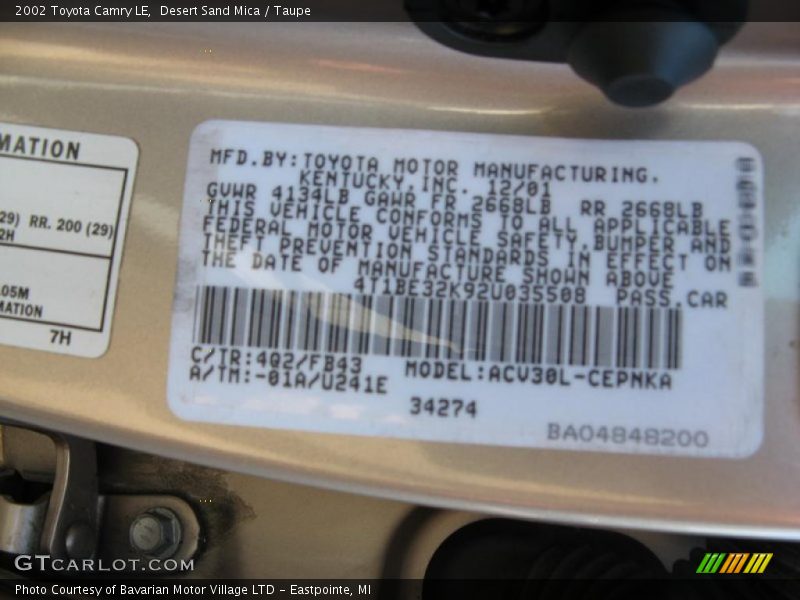 2002 Toyota Camry LE, Desert Sand Mica / Taupe
MATION
29) RR. 200 (29)
2H
.05M
MATION
7H
MFD.BY:TOYOTA MOTOR MANUFACTURING.
KENTUCKY,INC. 12/01
GVWR 4134LB GAWR FR 2668LB RR 2668LB
THIS VEHICLE CONFORMS TO ALL APPLICABLE
FEDERAL MOTOR VEHICLE SAFETY,BUMPER AND
THEFT PREVENTION STANDARDS IN EFFECT ON
THE DATE OF MANUFACTURE SHOWN ABOVE
4T1BE32K92U035508 PASS.CAR
C/TR:4Q2/FB43 MODEL:ACV30L-CEPNKA
A/TM:-01A/U241E
34274
BA04848200
GTCARLOT.COM
Photo Courtesy of Bavarian Motor Village LTD - Eastpointe, MI